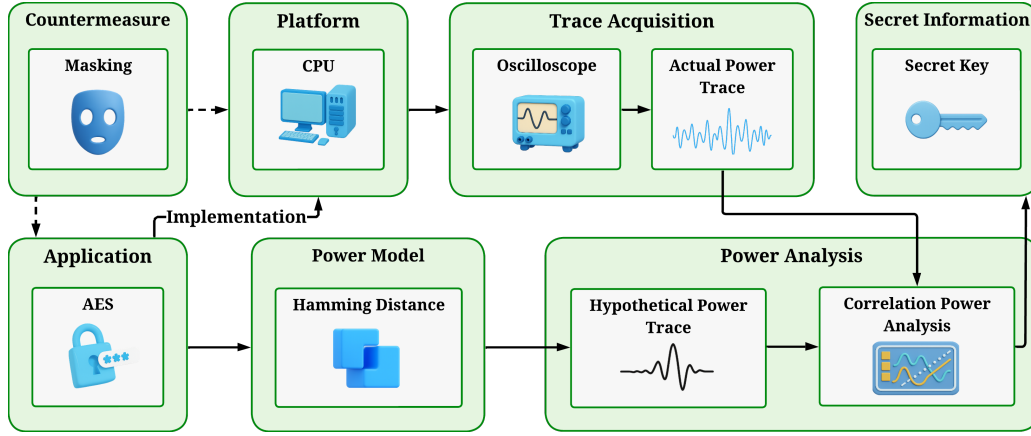 Countermeasure
Masking
Platform
CPU
Trace Acquisition
Oscilloscope
Actual Power
Trace
Secret Information
Secret Key
Implementation
Application
AES
***
Power Model
Hamming Distance
Power Analysis
Hypothetical Power
Trace
Correlation Power
Analysis